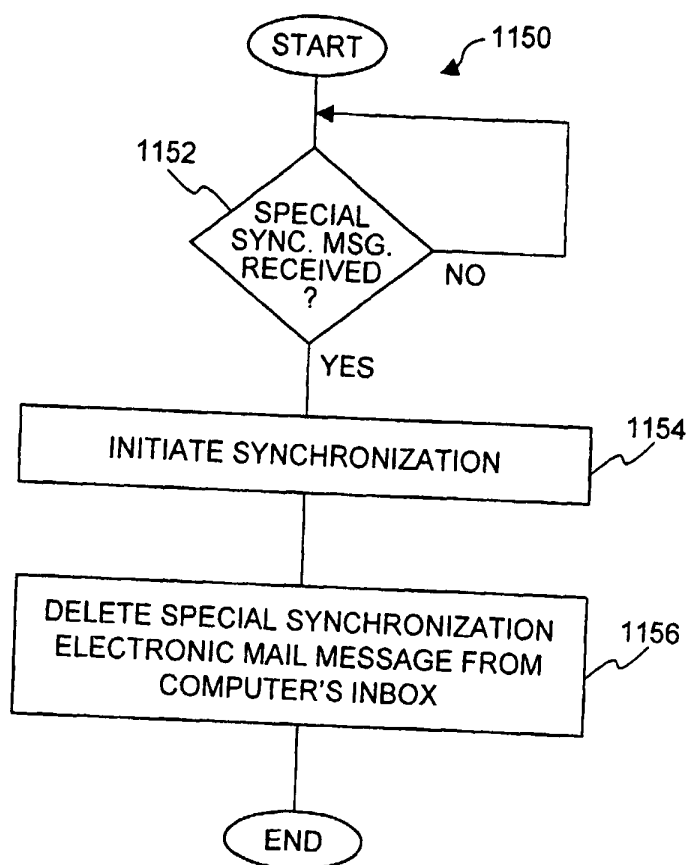 START
1150
1152
SPECIAL
SYNC. MSG.
RECEIVED
?
NO
YES
INITIATE SYNCHRONIZATION
1154
DELETE SPECIAL SYNCHRONIZATION
ELECTRONIC MAIL MESSAGE FROM
COMPUTER'S INBOX
1156
END